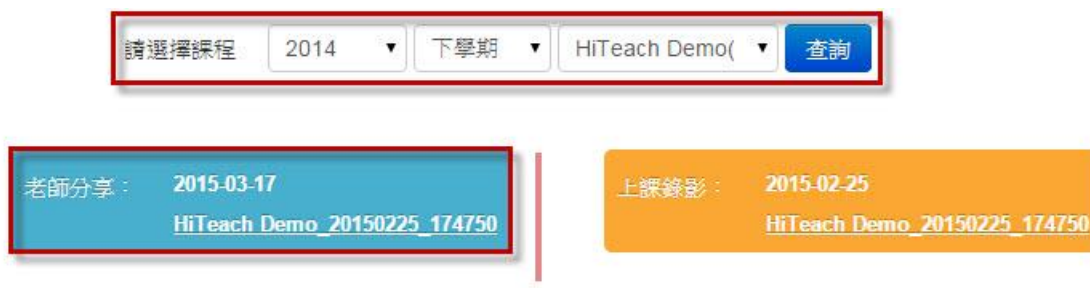 請選擇課程 2014 下學期 HiTeach Demo( 查詢
老師分享： 2015-03-17
HiTeach Demo_20150225_174750
上課錄影： 2015-02-25
HiTeach Demo_20150225_174750